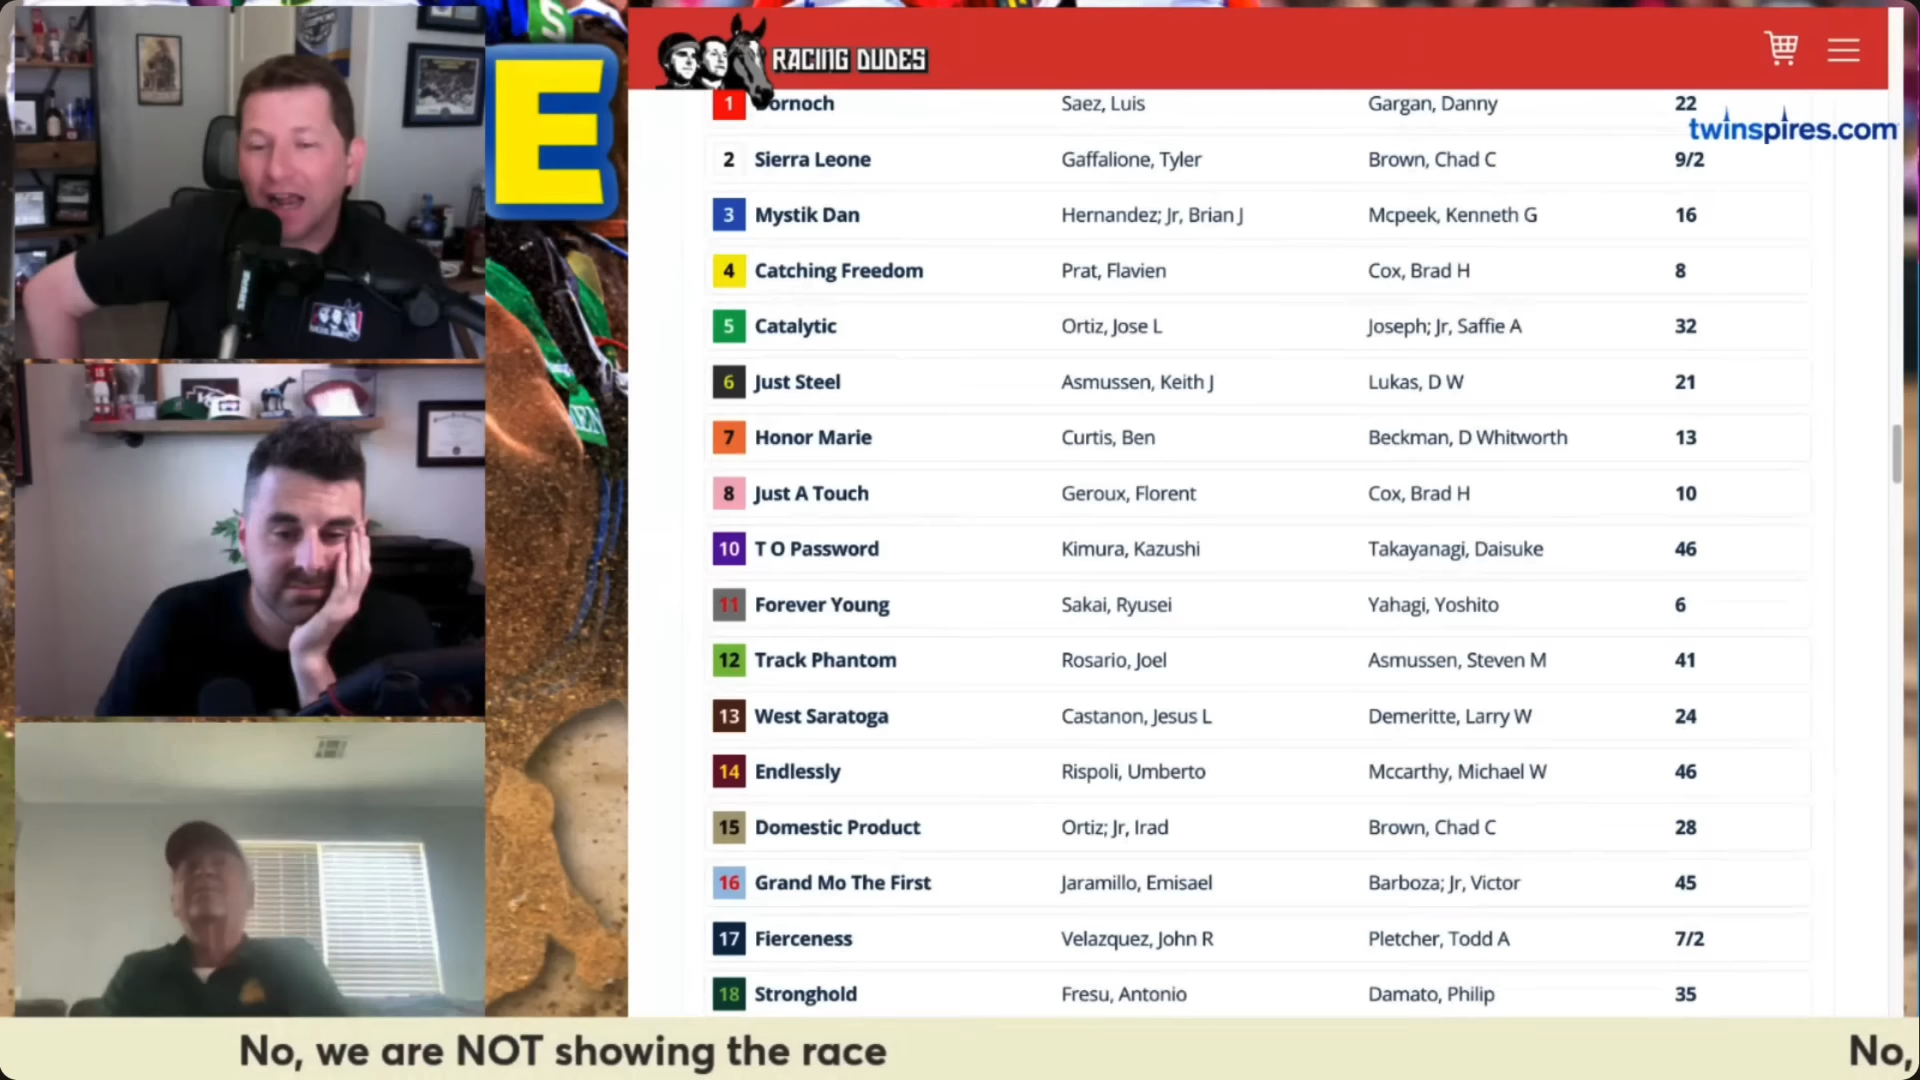 S
E
RACING DUDES
twinspires.com
1 Dornoch Saez, Luis Gargan, Danny 22
2 Sierra Leone Gaffalione, Tyler Brown, Chad C 9/2
3 Mystik Dan Hernandez; Jr, Brian J Mcpeek, Kenneth G 16
4 Catching Freedom Prat, Flavien Cox, Brad H 8
5 Catalytic Ortiz, Jose L Joseph; Jr, Saffie A 32
6 Just Steel Asmussen, Keith J Lukas, D W 21
7 Honor Marie Curtis, Ben Beckman, D Whitworth 13
8 Just A Touch Geroux, Florent Cox, Brad H 10
10 T O Password Kimura, Kazushi Takayanagi, Daisuke 46
11 Forever Young Sakai, Ryusei Yahagi, Yoshito 6
12 Track Phantom Rosario, Joel Asmussen, Steven M 41
13 West Saratoga Castanon, Jesus L Demeritte, Larry W 24
14 Endlessly Rispoli, Umberto Mccarthy, Michael W 46
15 Domestic Product Ortiz; Jr, Irad Brown, Chad C 28
16 Grand Mo The First Jaramillo, Emisael Barboza; Jr, Victor 45
17 Fierceness Velazquez, John R Pletcher, Todd A 7/2
18 Stronghold Fresu, Antonio Damato, Philip 35
No, we are NOT showing the race
No,